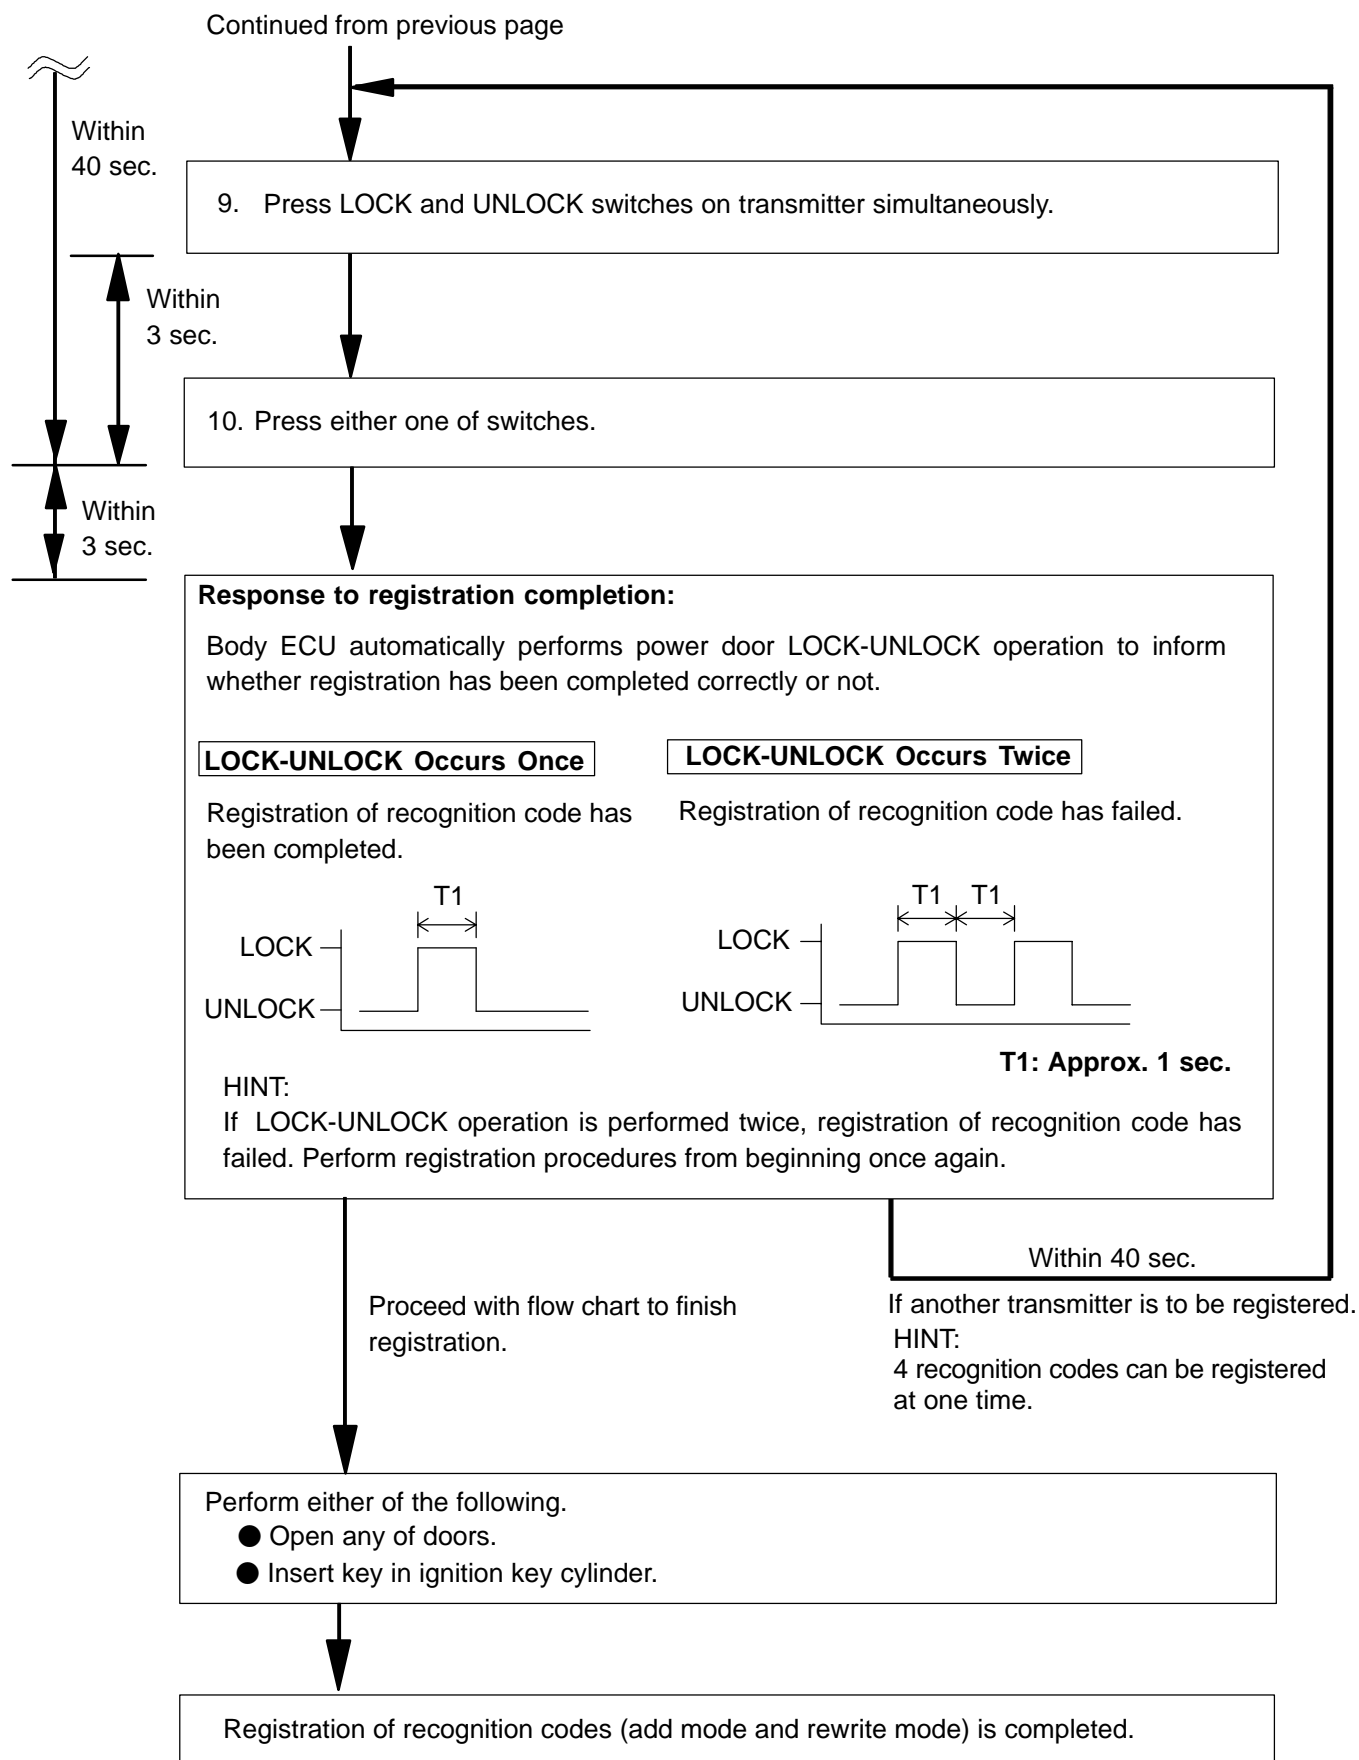 Continued from previous page
Within
40 sec.
9. Press LOCK and UNLOCK switches on transmitter simultaneously.
Within
3 sec.
10. Press either one of switches.
Within
3 sec.
Response to registration completion:
Body ECU automatically performs power door LOCK-UNLOCK operation to inform
whether registration has been completed correctly or not.
LOCK-UNLOCK Occurs Once
Registration of recognition code has
been completed.
T1
LOCK
UNLOCK
LOCK-UNLOCK Occurs Twice
Registration of recognition code has failed.
T1 T1
LOCK
UNLOCK
T1: Approx. 1 sec.
HINT:
If LOCK-UNLOCK operation is performed twice, registration of recognition code has
failed. Perform registration procedures from beginning once again.
Within 40 sec.
If another transmitter is to be registered.
HINT:
4 recognition codes can be registered
at one time.
Proceed with flow chart to finish
registration.
Perform either of the following.
● Open any of doors.
● Insert key in ignition key cylinder.
Registration of recognition codes (add mode and rewrite mode) is completed.